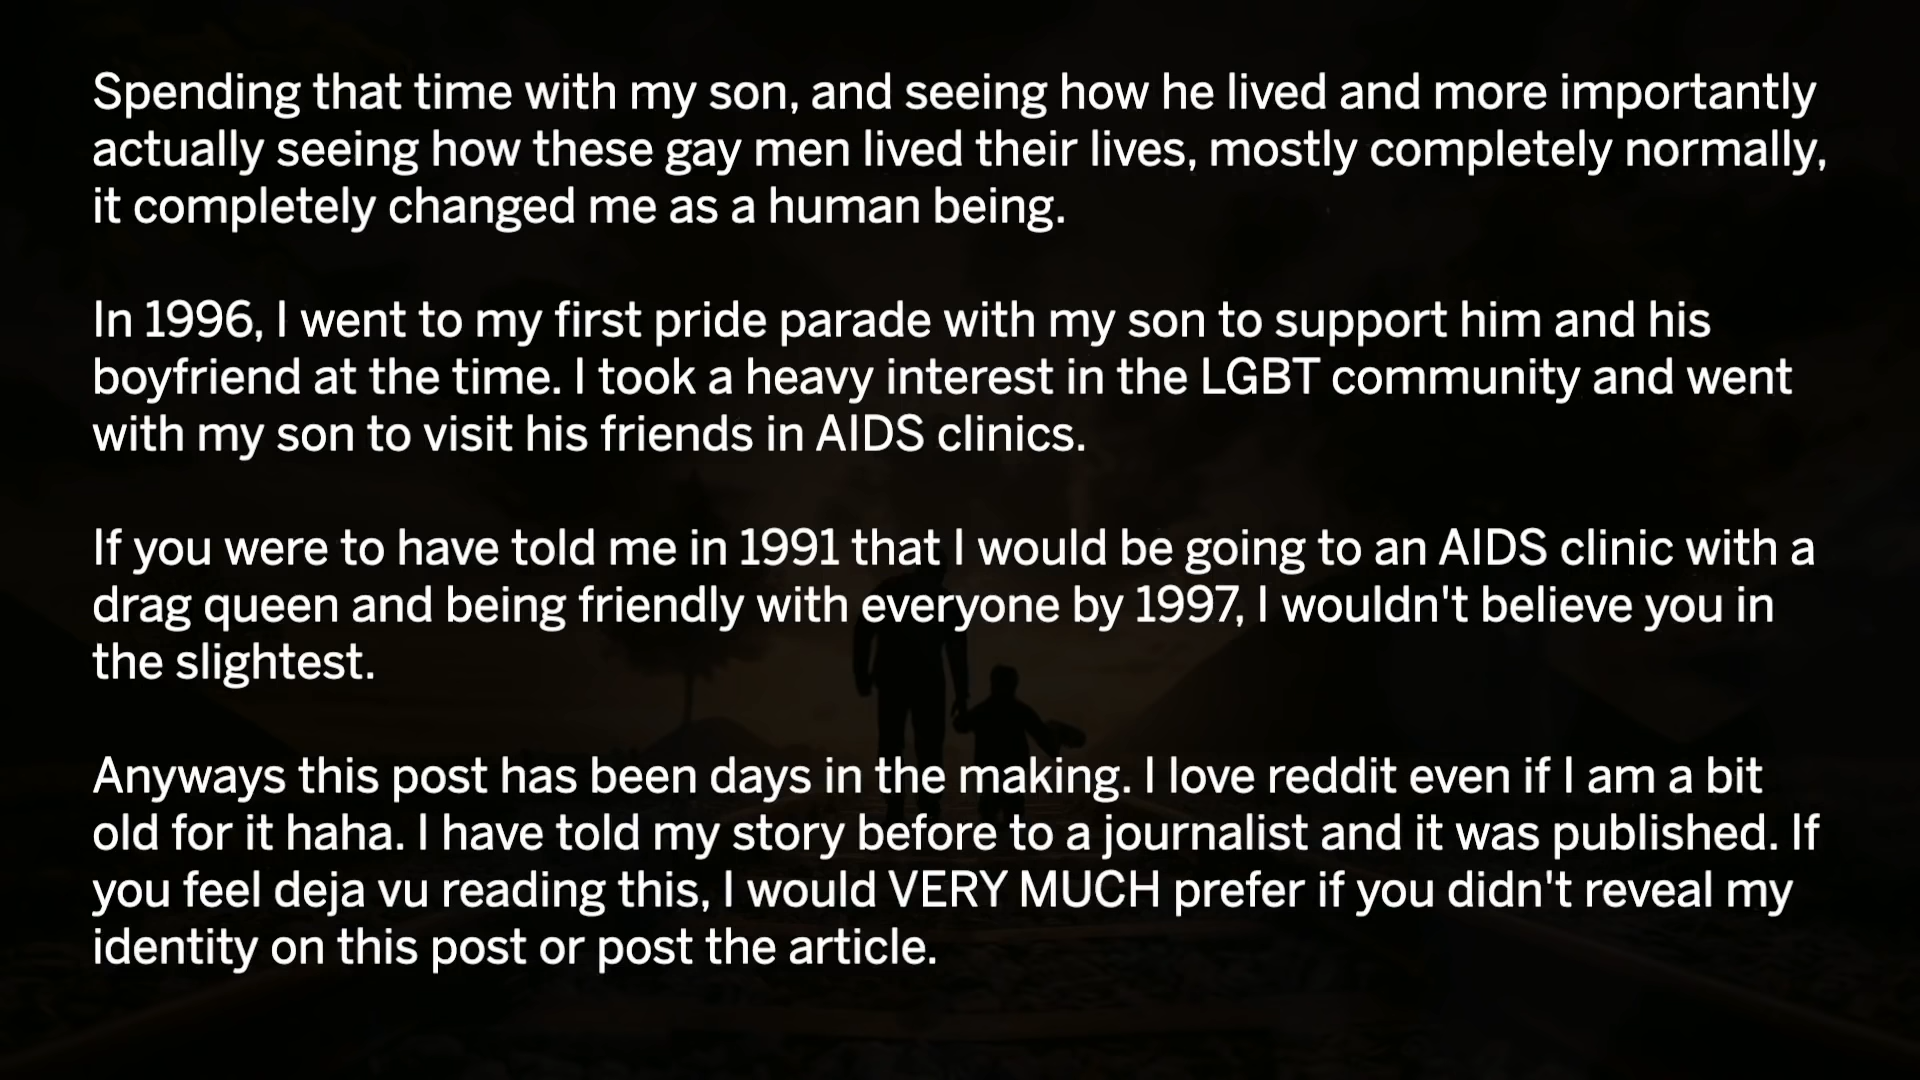 Spending that time with my son, and seeing how he lived and more importantly
actually seeing how these gay men lived their lives, mostly completely normally,
it completely changed me as a human being.
In 1996, I went to my first pride parade with my son to support him and his
boyfriend at the time. I took a heavy interest in the LGBT community and went
with my son to visit his friends in AIDS clinics.
If you were to have told me in 1991 that I would be going to an AIDS clinic with a
drag queen and being friendly with everyone by 1997, I wouldn't believe you in
the slightest.
Anyways this post has been days in the making. I love reddit even if I am a bit
old for it haha. I have told my story before to a journalist and it was published. If
you feel deja vu reading this, I would VERY MUCH prefer if you didn't reveal my
identity on this post or post the article.